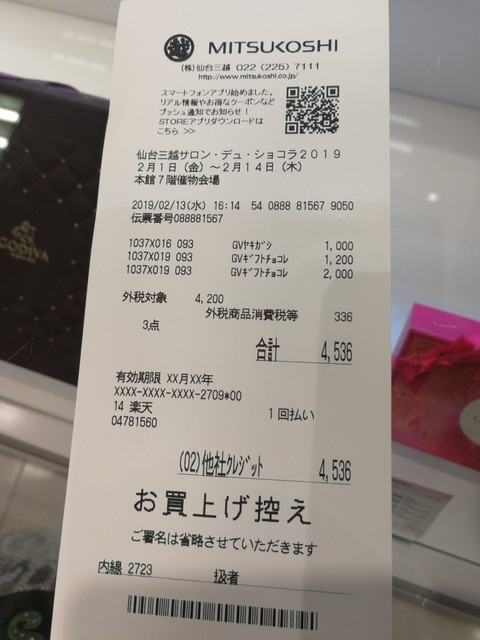 MITSUKOSHI
(株)仙台三越 022(225)7111
http://www.mitsukoshi.co.jp/
スマートフォンアプリ始めました。
リアル情報やお得なクーポンなど
プッシュ通知でお知らせ!
STOREアプリダウンロードは
こちら >>
仙台三越サロン・デュ・ショコラ2019
2月1日(金)~2月14日(木)
本館7階催物会場
2019/02/13(水) 16:14 54 0888 81567 9050
伝票番号088881567
1037X016 093 GVヤキガシ 1,000
1037X019 093 GVギフトチョコレ 1,200
1037X019 093 GVギフトチョコレ 2,000
外税対象 4,200
外税商品消費税等 336
3点
合計 4,536
有効期限 XX月XX年
XXXX-XXXX-XXXX-2709*00
14 楽天 1回払い
04781560
(02)他社クレジット 4,536
お買上げ控え
ご署名は省略させていただきます
内線 2723 扱者
GODIVA